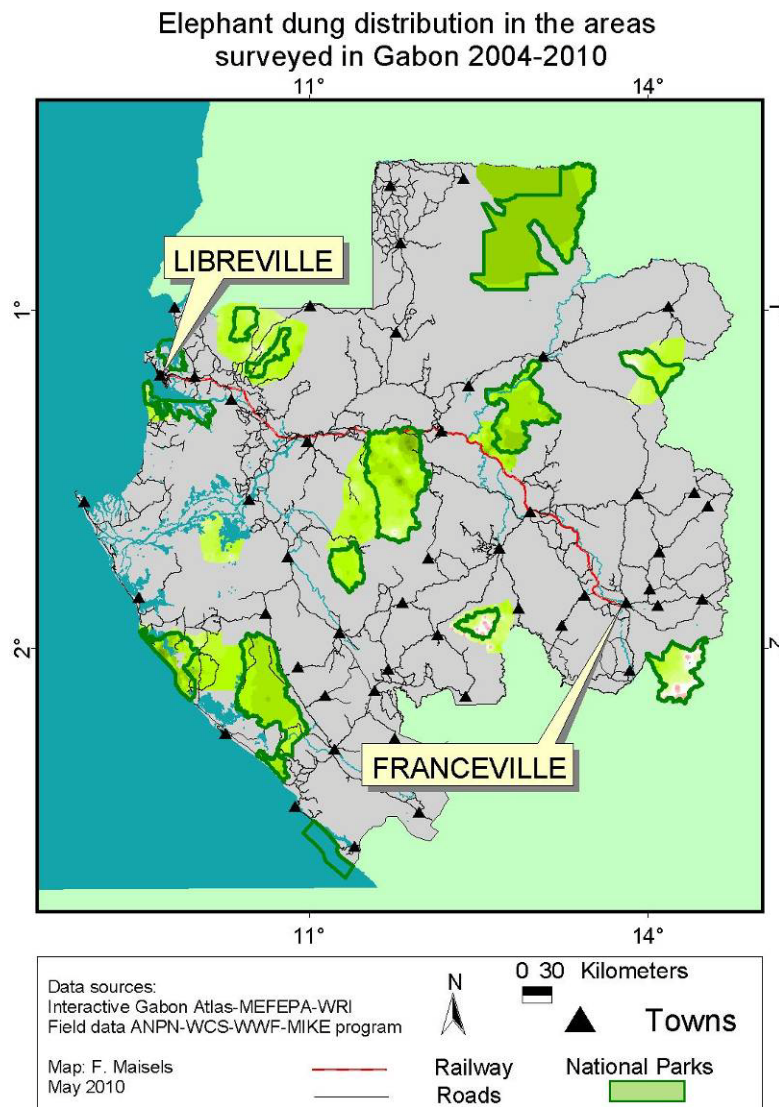 Elephant dung distribution in the areas
surveyed in Gabon 2004-2010
11° 14°
LIBREVILLE
1° 1
2° 2
FRANCEVILLE
11° 14°
Data sources:
Interactive Gabon Atlas-MEFEPA-WRI
Field data ANPN-WCS-WWF-MIKE program
Map: F. Maisels
May 2010
N
0 30 Kilometers
Towns
Railway
Roads
National Parks